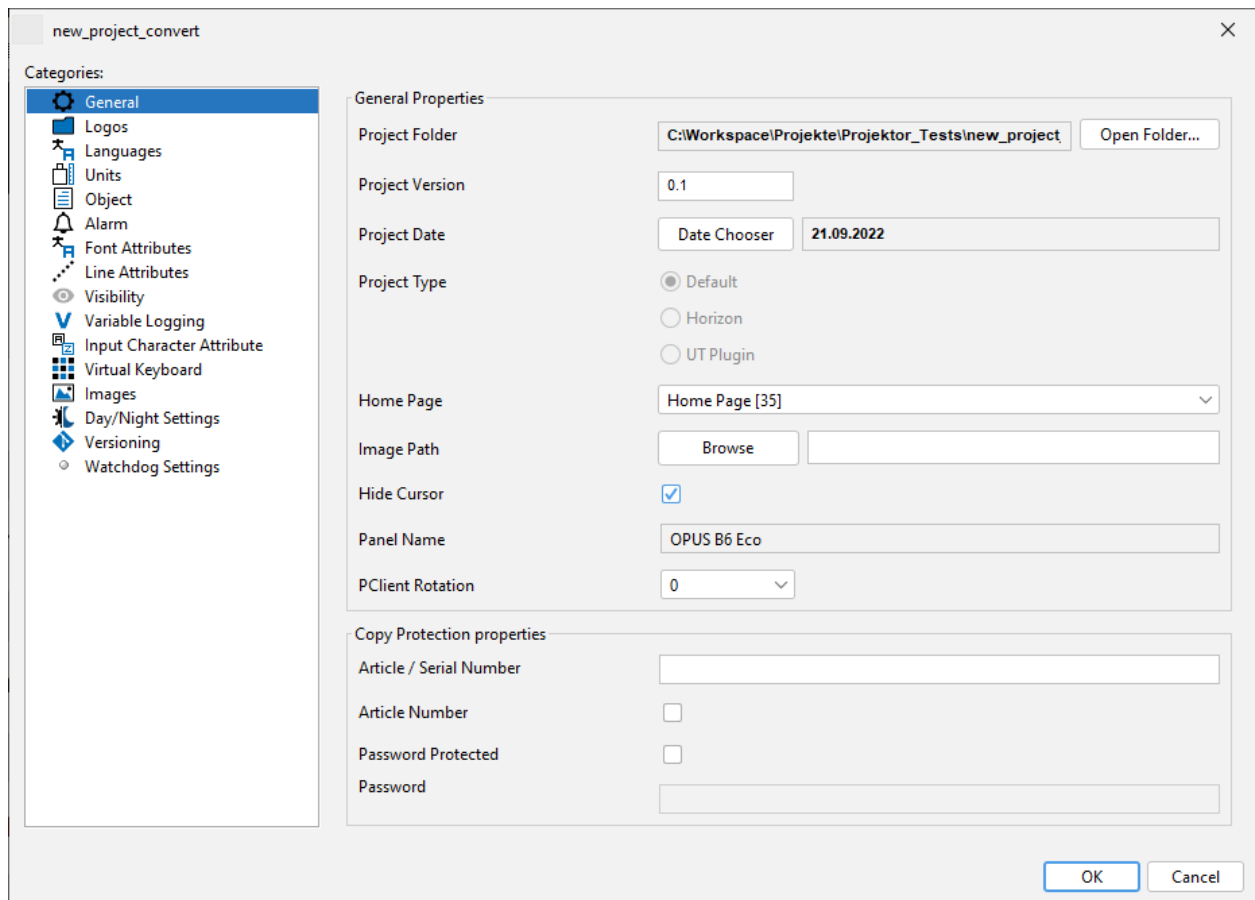 new_project_convert
Categories:
General
Logos
Languages
Units
Object
Alarm
Font Attributes
Line Attributes
Visibility
Variable Logging
Input Character Attribute
Virtual Keyboard
Images
Day/Night Settings
Versioning
Watchdog Settings
General Properties
Project Folder C:\Workspace\Projekte\Projektor_Tests\new_project_ Open Folder...
Project Version 0.1
Project Date Date Chooser 21.09.2022
Project Type Default
Horizon
UT Plugin
Home Page Home Page [35]
Image Path Browse
Hide Cursor
Panel Name OPUS B6 Eco
PClient Rotation 0
Copy Protection properties
Article / Serial Number
Article Number
Password Protected
Password
OK Cancel